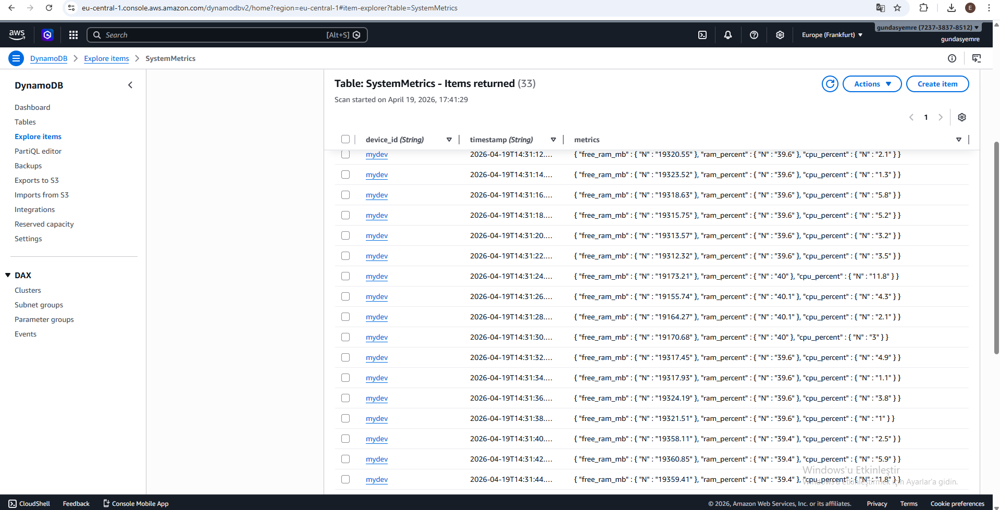 eu-central-1.console.aws.amazon.com/dynamodbv2/home?region=eu-central-1#item-explorer?table=SystemMetrics
E
aws
Search
[Alt+S]
Europe (Frankfurt)
gundasyemre (7237-3837-8512)
gundasyemre
DynamoDB
Explore items
SystemMetrics
DynamoDB
Dashboard
Tables
Explore items
PartiQL editor
Backups
Exports to S3
Imports from S3
Integrations
Reserved capacity
Settings
DAX
Clusters
Subnet groups
Parameter groups
Events
Table: SystemMetrics - Items returned (33)
Scan started on April 19, 2026, 17:41:29
Actions
Create item
1
device_id (String) timestamp (String) metrics
mydev 2026-04-19T14:31:12.... { "free_ram_mb" : { "N" : "19320.55" }, "ram_percent" : { "N" : "39.6" }, "cpu_percent" : { "N" : "2.1" } }
mydev 2026-04-19T14:31:14.... { "free_ram_mb" : { "N" : "19323.52" }, "ram_percent" : { "N" : "39.6" }, "cpu_percent" : { "N" : "1.3" } }
mydev 2026-04-19T14:31:16.... { "free_ram_mb" : { "N" : "19318.63" }, "ram_percent" : { "N" : "39.6" }, "cpu_percent" : { "N" : "5.8" } }
mydev 2026-04-19T14:31:18.... { "free_ram_mb" : { "N" : "19315.75" }, "ram_percent" : { "N" : "39.6" }, "cpu_percent" : { "N" : "5.2" } }
mydev 2026-04-19T14:31:20.... { "free_ram_mb" : { "N" : "19313.57" }, "ram_percent" : { "N" : "39.6" }, "cpu_percent" : { "N" : "3.2" } }
mydev 2026-04-19T14:31:22.... { "free_ram_mb" : { "N" : "19312.32" }, "ram_percent" : { "N" : "39.6" }, "cpu_percent" : { "N" : "3.5" } }
mydev 2026-04-19T14:31:24.... { "free_ram_mb" : { "N" : "19173.21" }, "ram_percent" : { "N" : "40" }, "cpu_percent" : { "N" : "11.8" } }
mydev 2026-04-19T14:31:26.... { "free_ram_mb" : { "N" : "19155.74" }, "ram_percent" : { "N" : "40.1" }, "cpu_percent" : { "N" : "4.3" } }
mydev 2026-04-19T14:31:28.... { "free_ram_mb" : { "N" : "19164.27" }, "ram_percent" : { "N" : "40.1" }, "cpu_percent" : { "N" : "2.1" } }
mydev 2026-04-19T14:31:30.... { "free_ram_mb" : { "N" : "19170.68" }, "ram_percent" : { "N" : "40" }, "cpu_percent" : { "N" : "3" } }
mydev 2026-04-19T14:31:32.... { "free_ram_mb" : { "N" : "19317.45" }, "ram_percent" : { "N" : "39.6" }, "cpu_percent" : { "N" : "4.9" } }
mydev 2026-04-19T14:31:34.... { "free_ram_mb" : { "N" : "19317.93" }, "ram_percent" : { "N" : "39.6" }, "cpu_percent" : { "N" : "1.1" } }
mydev 2026-04-19T14:31:36.... { "free_ram_mb" : { "N" : "19324.19" }, "ram_percent" : { "N" : "39.6" }, "cpu_percent" : { "N" : "3.8" } }
mydev 2026-04-19T14:31:38.... { "free_ram_mb" : { "N" : "19321.51" }, "ram_percent" : { "N" : "39.6" }, "cpu_percent" : { "N" : "1" } }
mydev 2026-04-19T14:31:40.... { "free_ram_mb" : { "N" : "19358.11" }, "ram_percent" : { "N" : "39.4" }, "cpu_percent" : { "N" : "2.5" } }
mydev 2026-04-19T14:31:42.... { "free_ram_mb" : { "N" : "19360.85" }, "ram_percent" : { "N" : "39.4" }, "cpu_percent" : { "N" : "5.9" } }
mydev 2026-04-19T14:31:44.... { "free_ram_mb" : { "N" : "19359.41" }, "ram_percent" : { "N" : "39.4" }, "cpu_percent" : { "N" : "1.8" } }
Windows'u Etkinleştir
Windows'u etkinleştirmek için Ayarlar'a gidin.
CloudShell
Feedback
Console Mobile App
© 2026, Amazon Web Services, Inc. or its affiliates.
Privacy
Terms
Cookie preferences